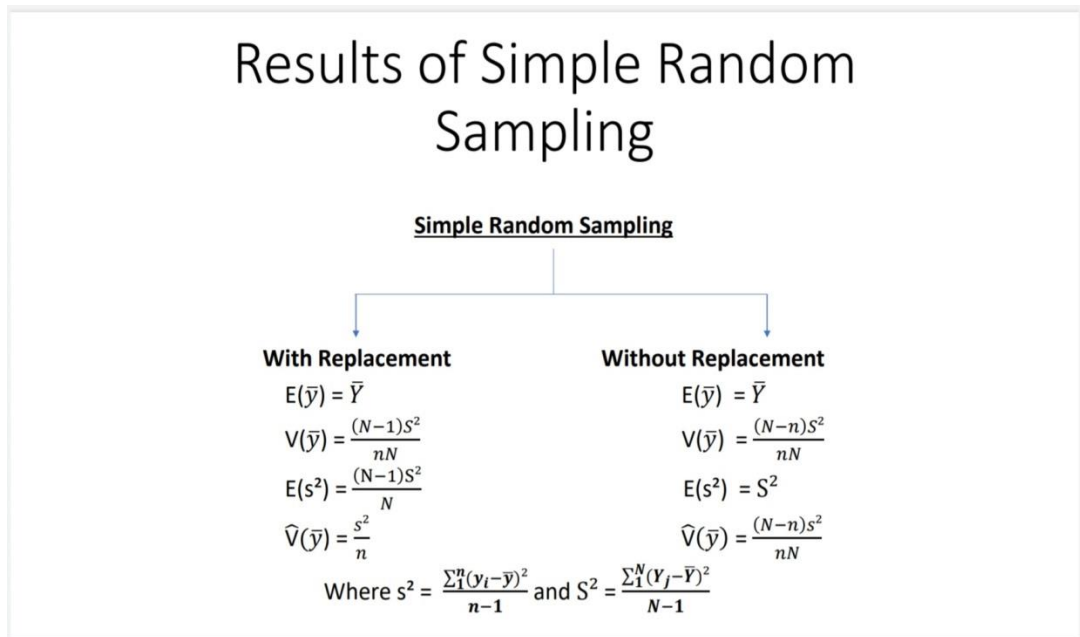 Results of Simple Random
Sampling
Simple Random Sampling
With Replacement
E(ȳ) = Ȳ
V(ȳ) = (N−1)S² / nN
E(s²) = (N−1)S² / N
V̂(ȳ) = s² / n
Without Replacement
E(ȳ) = Ȳ
V(ȳ) = (N−n)S² / nN
E(s²) = S²
V̂(ȳ) = (N−n)s² / nN
Where s² = Σ₁ⁿ(yᵢ−ȳ)² / n−1 and S² = Σ₁ᴺ(Yⱼ−Ȳ)² / N−1